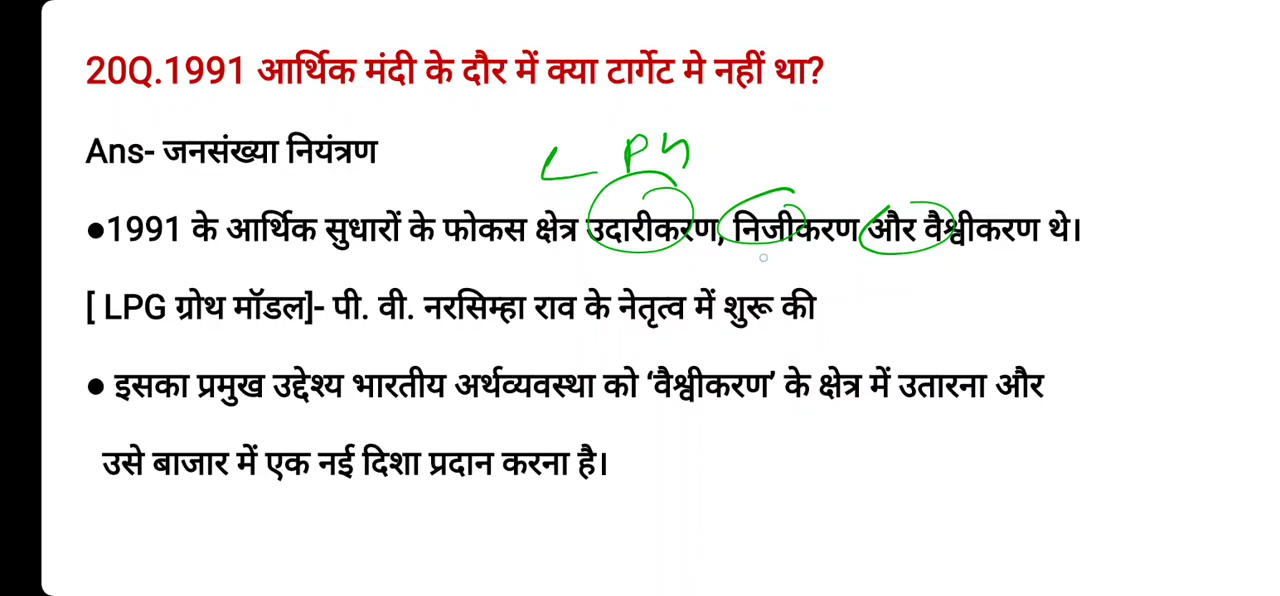 20Q.1991 आर्थिक मंदी के दौर में क्या टार्गेट मे नहीं था?
Ans- जनसंख्या नियंत्रण
L P G
●1991 के आर्थिक सुधारों के फोकस क्षेत्र उदारीकरण, निजीकरण और वैश्वीकरण थे।
[ LPG ग्रोथ मॉडल]- पी. वी. नरसिम्हा राव के नेतृत्व में शुरू की
● इसका प्रमुख उद्देश्य भारतीय अर्थव्यवस्था को ‘वैश्वीकरण’ के क्षेत्र में उतारना और
उसे बाजार में एक नई दिशा प्रदान करना है।